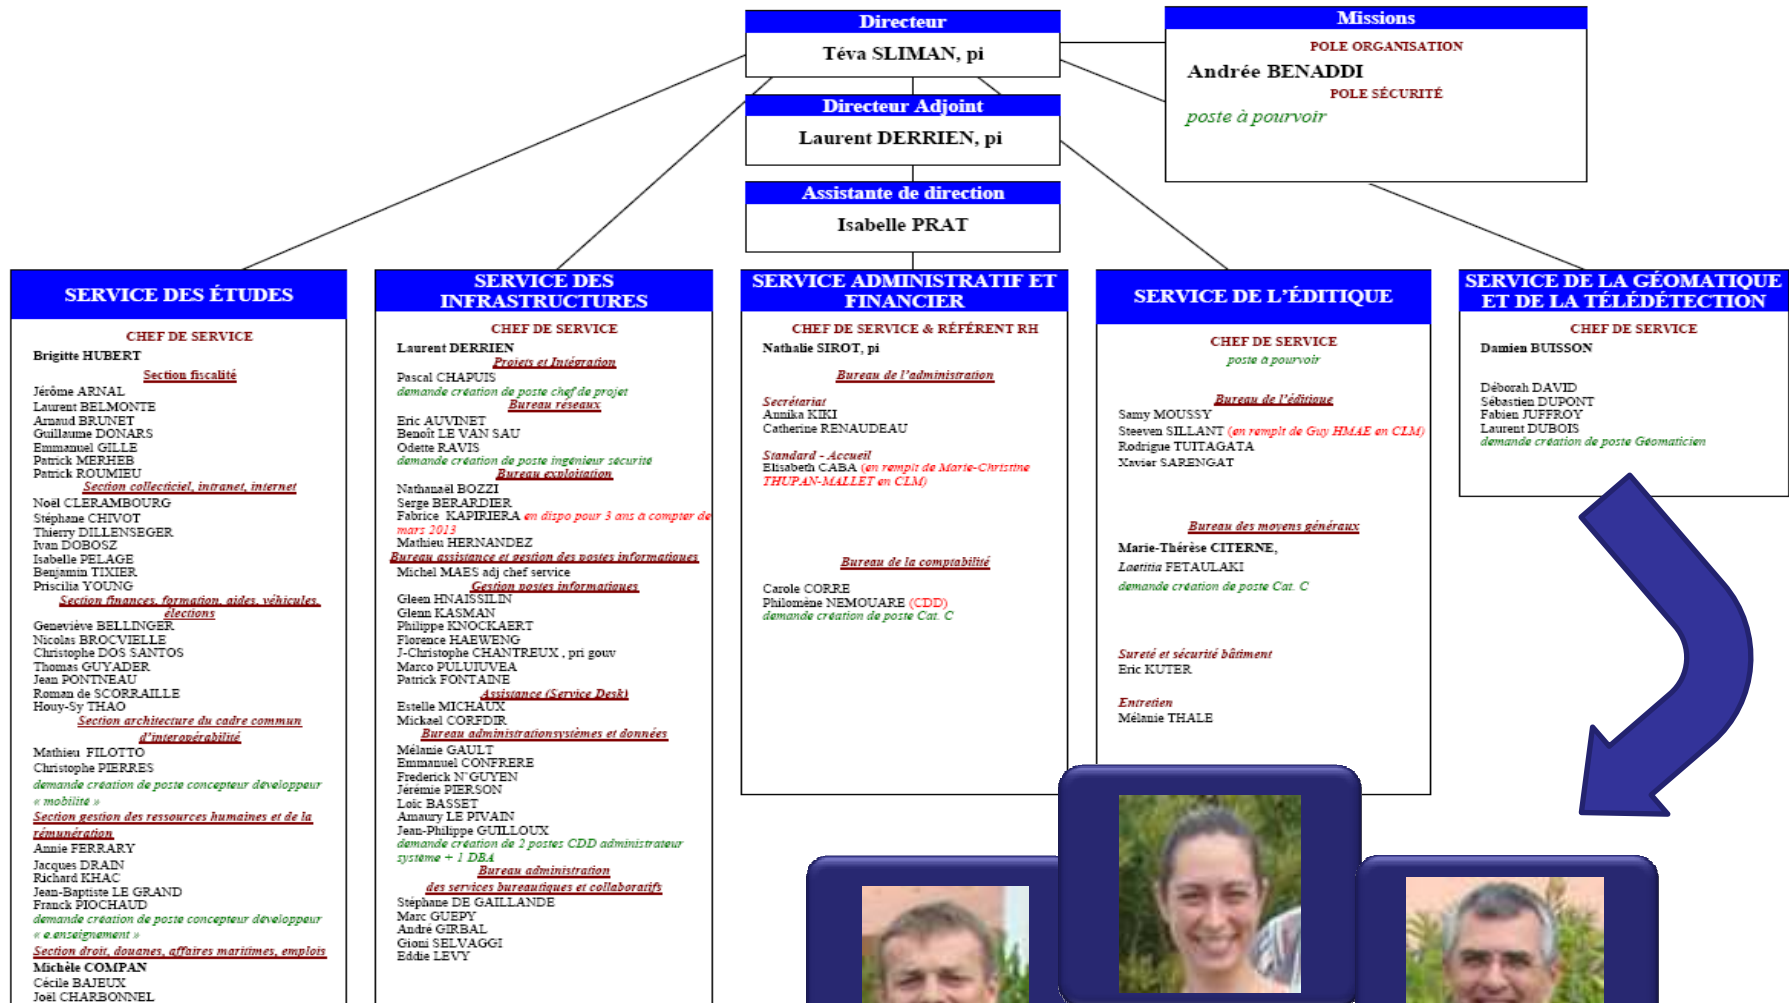 Directeur
Téva SLIMAN, pi
Directeur Adjoint
Laurent DERRIEN, pi
Assistante de direction
Isabelle PRAT
Missions
POLE ORGANISATION
Andrée BENADDI
POLE SÉCURITÉ
poste à pourvoir
SERVICE DES ÉTUDES
CHEF DE SERVICE
Brigitte HUBERT
Section fiscalité
Jérôme ARNAL
Laurent BELMONTE
Arnaud BRUNET
Guillaume DONARS
Emmanuel GILLE
Patrick MERHEB
Patrick ROUMIEU
Section collecticiel, intranet, internet
Noël CLERAMBOURG
Stéphane CHIVOT
Thierry DILLENSEGER
Ivan DOBOSZ
Isabelle PELAGE
Benjamin TIXIER
Priscilia YOUNG
Section finances, formation, aides, véhicules,
élections
Geneviève BELLINGER
Nicolas BROCVIELLE
Christophe DOS SANTOS
Thomas GUYADER
Jean PONTNEAU
Roman de SCORRAILLE
Houy-Sy THAO
Section architecture du cadre commun
d'interopérabilité
Mathieu FILOTTO
Christophe PIERRES
demande création de poste concepteur développeur
« mobilité »
Section gestion des ressources humaines et de la
rémunération
Annie FERRARY
Jacques DRAIN
Richard KHAC
Jean-Baptiste LE GRAND
Franck PIOCHAUD
demande création de poste concepteur développeur
« e.enseignement »
Section droit, douanes, affaires maritimes, emplois
Michèle COMPAN
Cécile BAJEUX
Joël CHARBONNEL
SERVICE DES
INFRASTRUCTURES
CHEF DE SERVICE
Laurent DERRIEN
Projets et Intégration
Pascal CHAPUIS
demande création de poste chef de projet
Bureau réseaux
Eric AUVINET
Benoît LE VAN SAU
Odette RAVIS
demande création de poste ingénieur sécurité
Bureau exploitation
Nathanaël BOZZI
Serge BERARDIER
Fabrice KAPIRIERA en dispo pour 3 ans à compter de
mars 2013
Mathieu HERNANDEZ
Bureau assistance et gestion des postes informatiques
Michel MAES adj chef service
Gestion postes informatiques
Gleen HNAISSILIN
Glenn KASMAN
Philippe KNOCKAERT
Florence HAEWENG
J-Christophe CHANTREUX , pri gouv
Marco PULUIUVEA
Patrick FONTAINE
Assistance (Service Desk)
Estelle MICHAUX
Mickael CORFDIR
Bureau administrationsystèmes et données
Mélanie GAULT
Emmanuel CONFRERE
Frederick N'GUYEN
Jérémie PIERSON
Loïc BASSET
Amaury LE PIVAIN
Jean-Philippe GUILLOUX
demande création de 2 postes CDD administrateur
système + 1 DBA
Bureau administration
des services bureautiques et collaboratifs
Stéphane DE GAILLANDE
Marc GUEPY
André GIRBAL
Gioni SELVAGGI
Eddie LEVY
SERVICE ADMINISTRATIF ET
FINANCIER
CHEF DE SERVICE & RÉFÉRENT RH
Nathalie SIROT, pi
Bureau de l'administration
Secrétariat
Annika KIKI
Catherine RENAUDEAU
Standard - Accueil
Elisabeth CABA (en remplt de Marie-Christine
THUPAN-MALLET en CLM)
Bureau de la comptabilité
Carole CORRE
Philomène NEMOUARE (CDD)
demande création de poste Cat. C
SERVICE DE L'ÉDITIQUE
CHEF DE SERVICE
poste à pourvoir
Bureau de l'éditique
Samy MOUSSY
Steeven SILLANT (en remplt de Guy HMAE en CLM)
Rodrigue TUITAGATA
Xavier SARENGAT
Bureau des moyens généraux
Marie-Thérèse CITERNE,
Laetitia FETAULAKI
demande création de poste Cat. C
Sureté et sécurité bâtiment
Eric KUTER
Entretien
Mélanie THALE
SERVICE DE LA GÉOMATIQUE
ET DE LA TÉLÉDÉTECTION
CHEF DE SERVICE
Damien BUISSON
Déborah DAVID
Sébastien DUPONT
Fabien JUFFROY
Laurent DUBOIS
demande création de poste Géomaticien